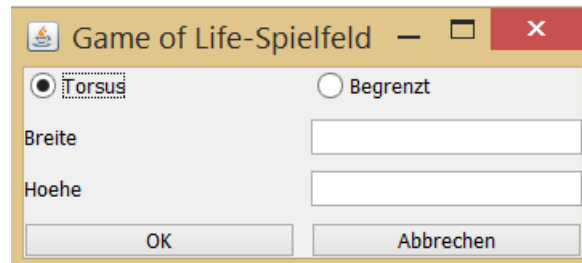 Game of Life-Spielfeld
Torsus Begrenzt
Breite
Hoehe
OK Abbrechen